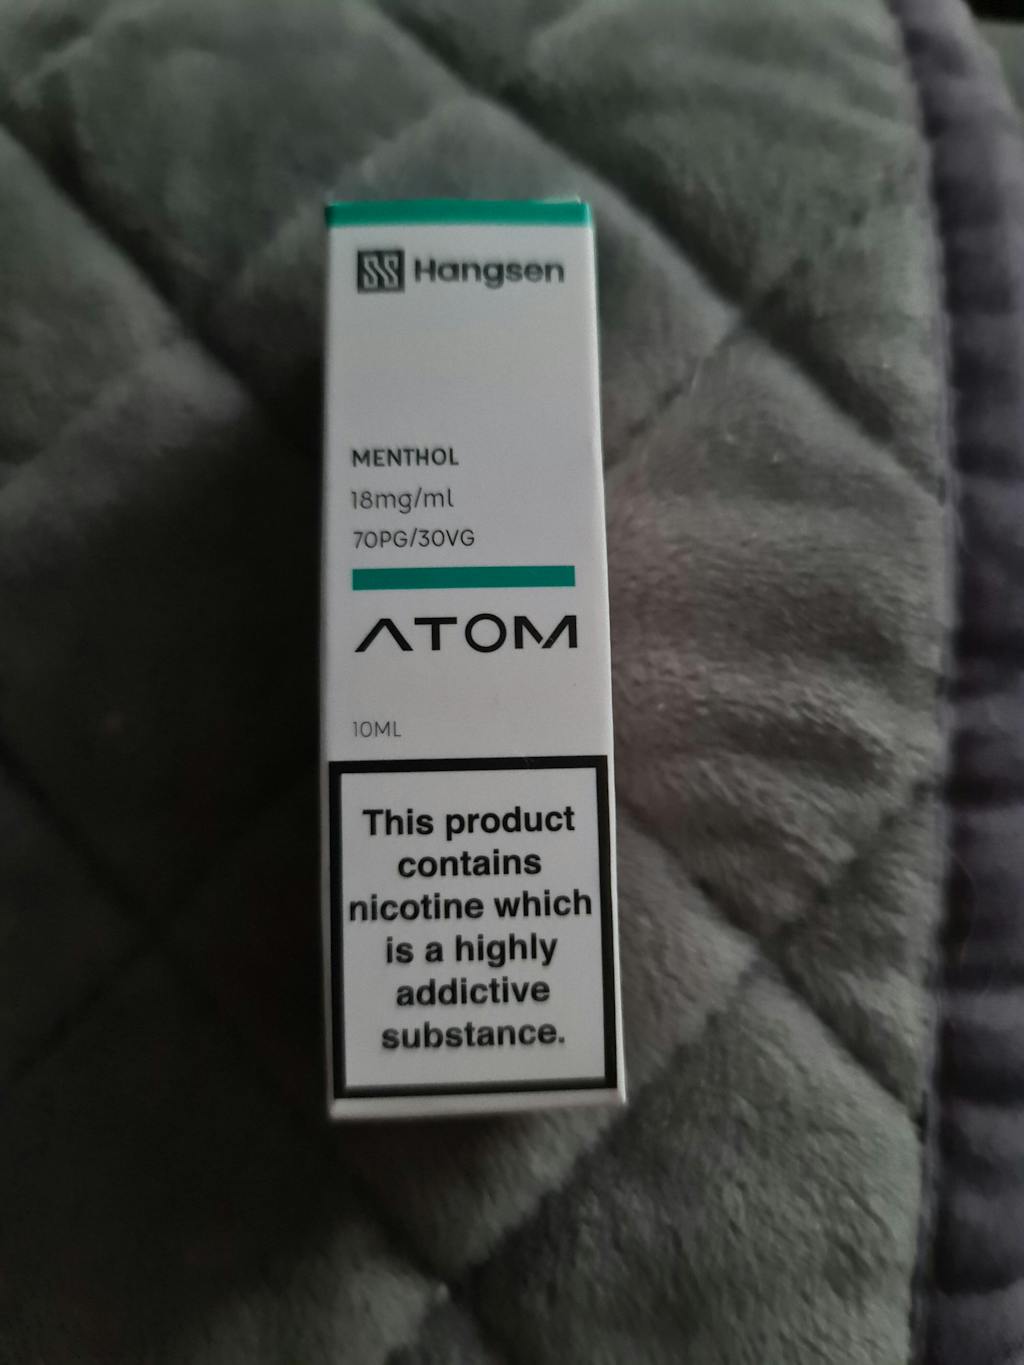 Hangsen
MENTHOL
18mg/ml
70PG/30VG
ATOM
10ML
This product
contains
nicotine which
is a highly
addictive
substance.